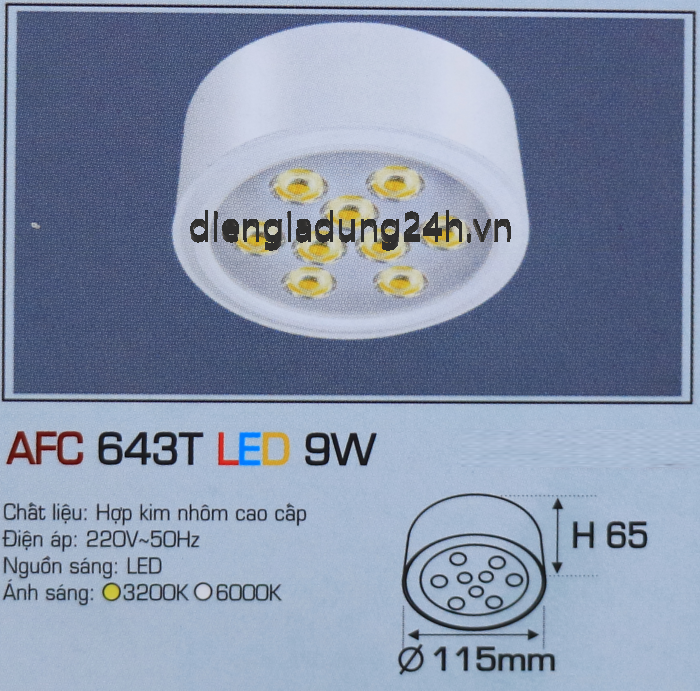 dIengIadung24h.vn
AFC 643T LED 9W
Chất liệu: Hợp kim nhôm cao cấp
Điện áp: 220V~50Hz
Nguồn sáng: LED
Ánh sáng: 3200K 6000K
H 65
Ø 115mm